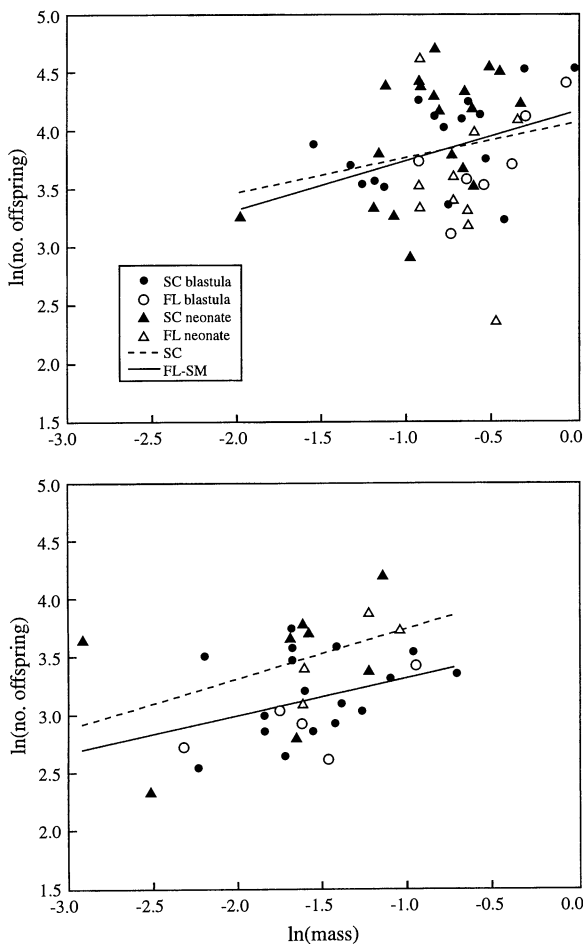 5.0
4.5
4.0
3.5
3.0
2.5
2.0
1.5
ln(no. offspring)
SC blastula
FL blastula
SC neonate
FL neonate
SC
FL-SM
-3.0 -2.5 -2.0 -1.5 -1.0 -0.5 0.0
5.0
4.5
4.0
3.5
3.0
2.5
2.0
1.5
ln(no. offspring)
-3.0 -2.5 -2.0 -1.5 -1.0 -0.5 0.0
ln(mass)